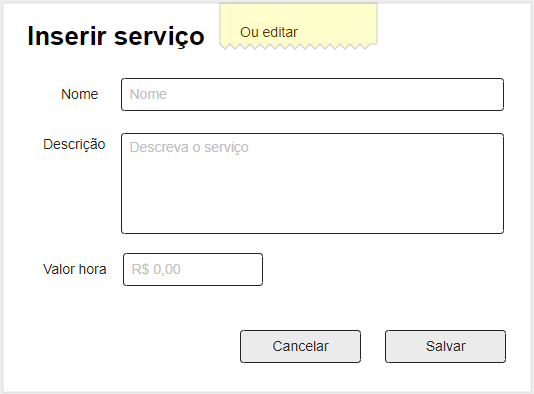 Inserir serviço
Ou editar
Nome
Nome
Descrição
Descreva o serviço
Valor hora
R$ 0,00
Cancelar
Salvar